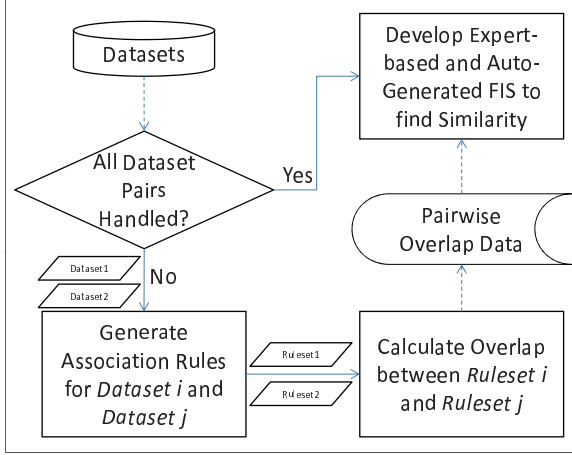 Datasets
All Dataset
Pairs
Handled?
Yes
No
Dataset1
Dataset2
Generate
Association Rules
for Dataset i and
Dataset j
Ruleset1
Ruleset2
Calculate Overlap
between Ruleset i
and Ruleset j
Pairwise
Overlap Data
Develop Expert-
based and Auto-
Generated FIS to
find Similarity